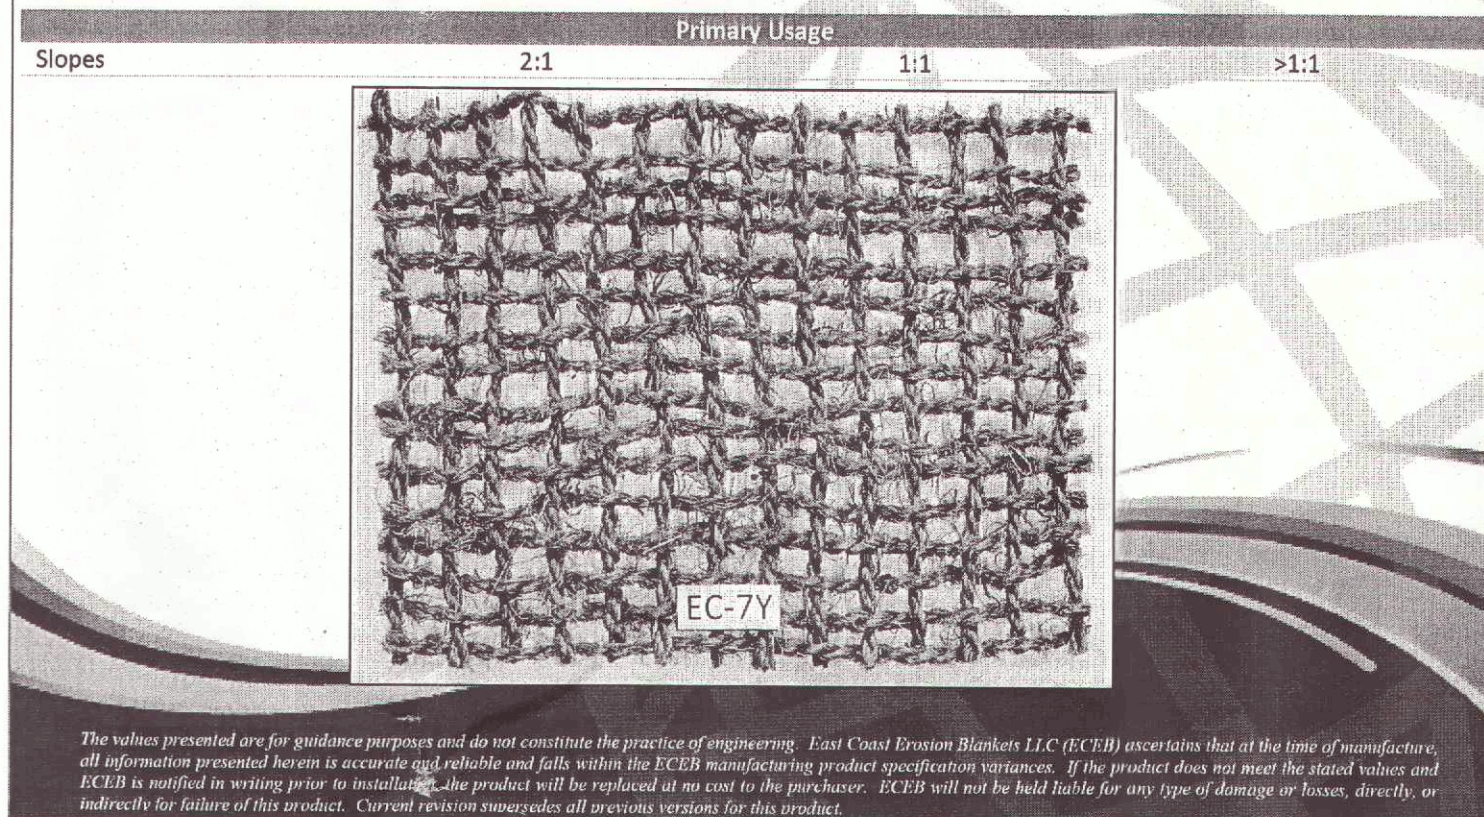 Primary Usage
Slopes 2:1 1:1 >1:1
EC-7Y
The values presented are for guidance purposes and do not constitute the practice of engineering. East Coast Erosion Blankets LLC (ECEB) ascertains that at the time of manufacture,
all information presented herein is accurate and reliable and falls within the ECEB manufacturing product specification variances. If the product does not meet the stated values and
ECEB is notified in writing prior to installation, the product will be replaced at no cost to the purchaser. ECEB will not be held liable for any type of damage or losses, directly, or
indirectly for failure of this product. Current revision supersedes all previous versions for this product.